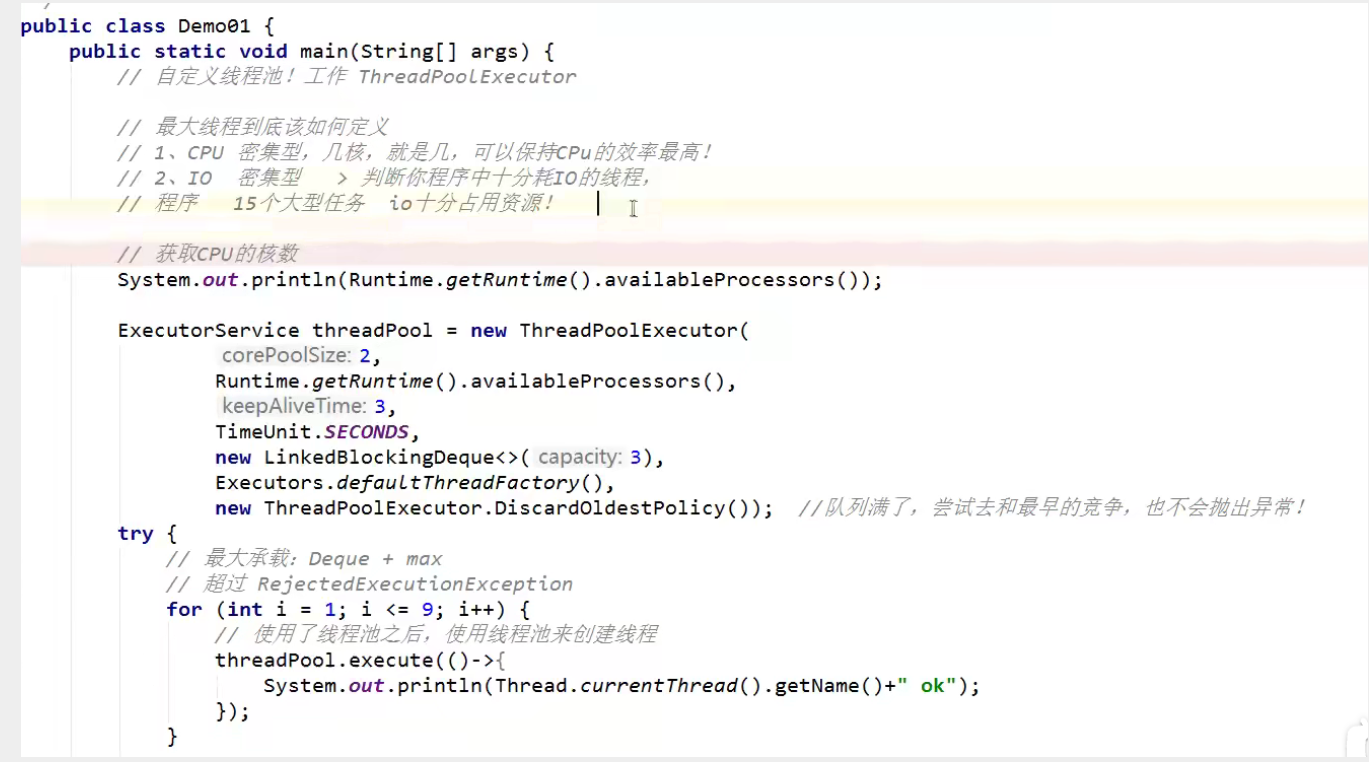 public class Demo01 {
public static void main(String[] args) {
// 自定义线程池！工作 ThreadPoolExecutor
// 最大线程到底该如何定义
// 1、CPU 密集型，几核，就是几，可以保持CPu的效率最高！
// 2、IO 密集型 > 判断你程序中十分耗IO的线程，
// 程序 15个大型任务 io十分占用资源！
// 获取CPU的核数
System.out.println(Runtime.getRuntime().availableProcessors());
ExecutorService threadPool = new ThreadPoolExecutor(
corePoolSize: 2,
Runtime.getRuntime().availableProcessors(),
keepAliveTime: 3,
TimeUnit.SECONDS,
new LinkedBlockingDeque<>( capacity: 3),
Executors.defaultThreadFactory(),
new ThreadPoolExecutor.DiscardOldestPolicy()); //队列满了，尝试去和最早的竞争，也不会抛出异常！
try {
// 最大承载：Deque + max
// 超过 RejectedExecutionException
for (int i = 1; i <= 9; i++) {
// 使用了线程池之后，使用线程池来创建线程
threadPool.execute(()->{
System.out.println(Thread.currentThread().getName()+" ok");
});
}